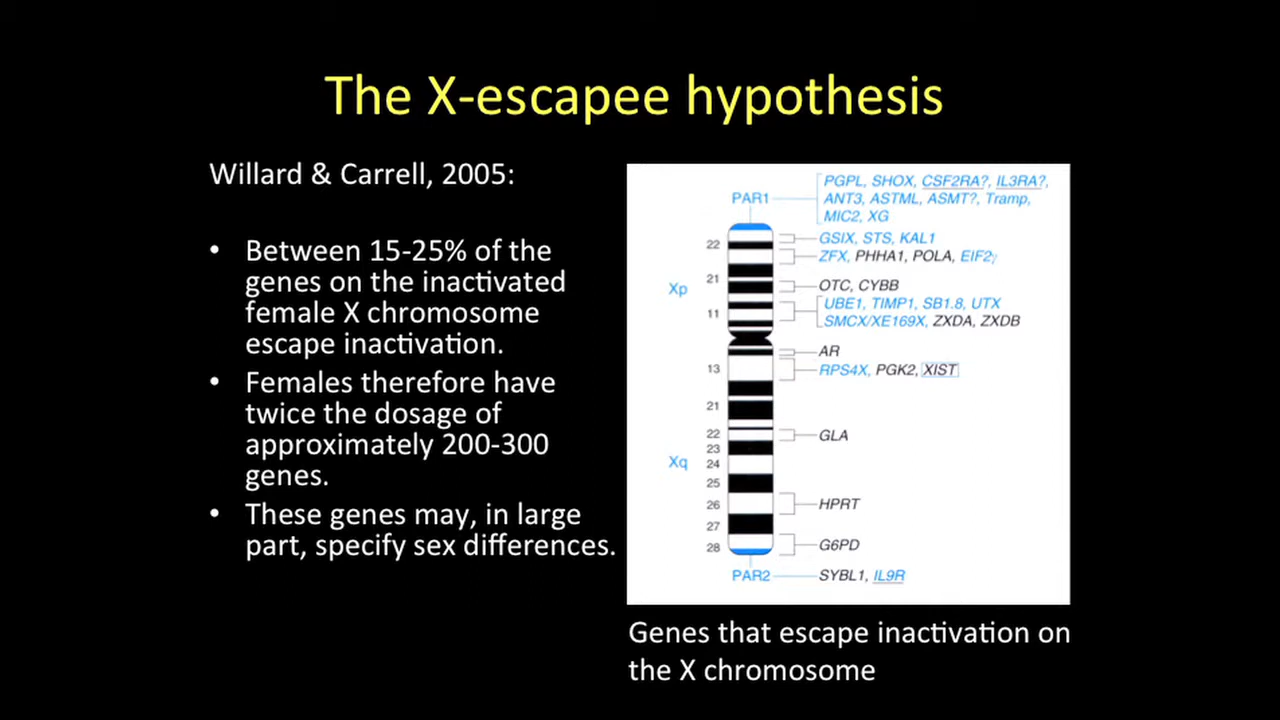 The X-escapee hypothesis
Willard & Carrell, 2005:
• Between 15-25% of the
genes on the inactivated
female X chromosome
escape inactivation.
• Females therefore have
twice the dosage of
approximately 200-300
genes.
• These genes may, in large
part, specify sex differences.
PAR1
PGPL, SHOX, CSF2RA?, IL3RA?,
ANT3, ASTML, ASMT?, Tramp,
MIC2, XG
22
GSIX, STS, KAL1
ZFX, PHHA1, POLA, EIF2γ
Xp
21
OTC, CYBB
11
UBE1, TIMP1, SB1.8, UTX
SMCX/XE169X, ZXDA, ZXDB
AR
13
RPS4X, PGK2, XIST
21
22
GLA
23
Xq
24
25
26
HPRT
27
28
G6PD
PAR2
SYBL1, IL9R
Genes that escape inactivation on
the X chromosome